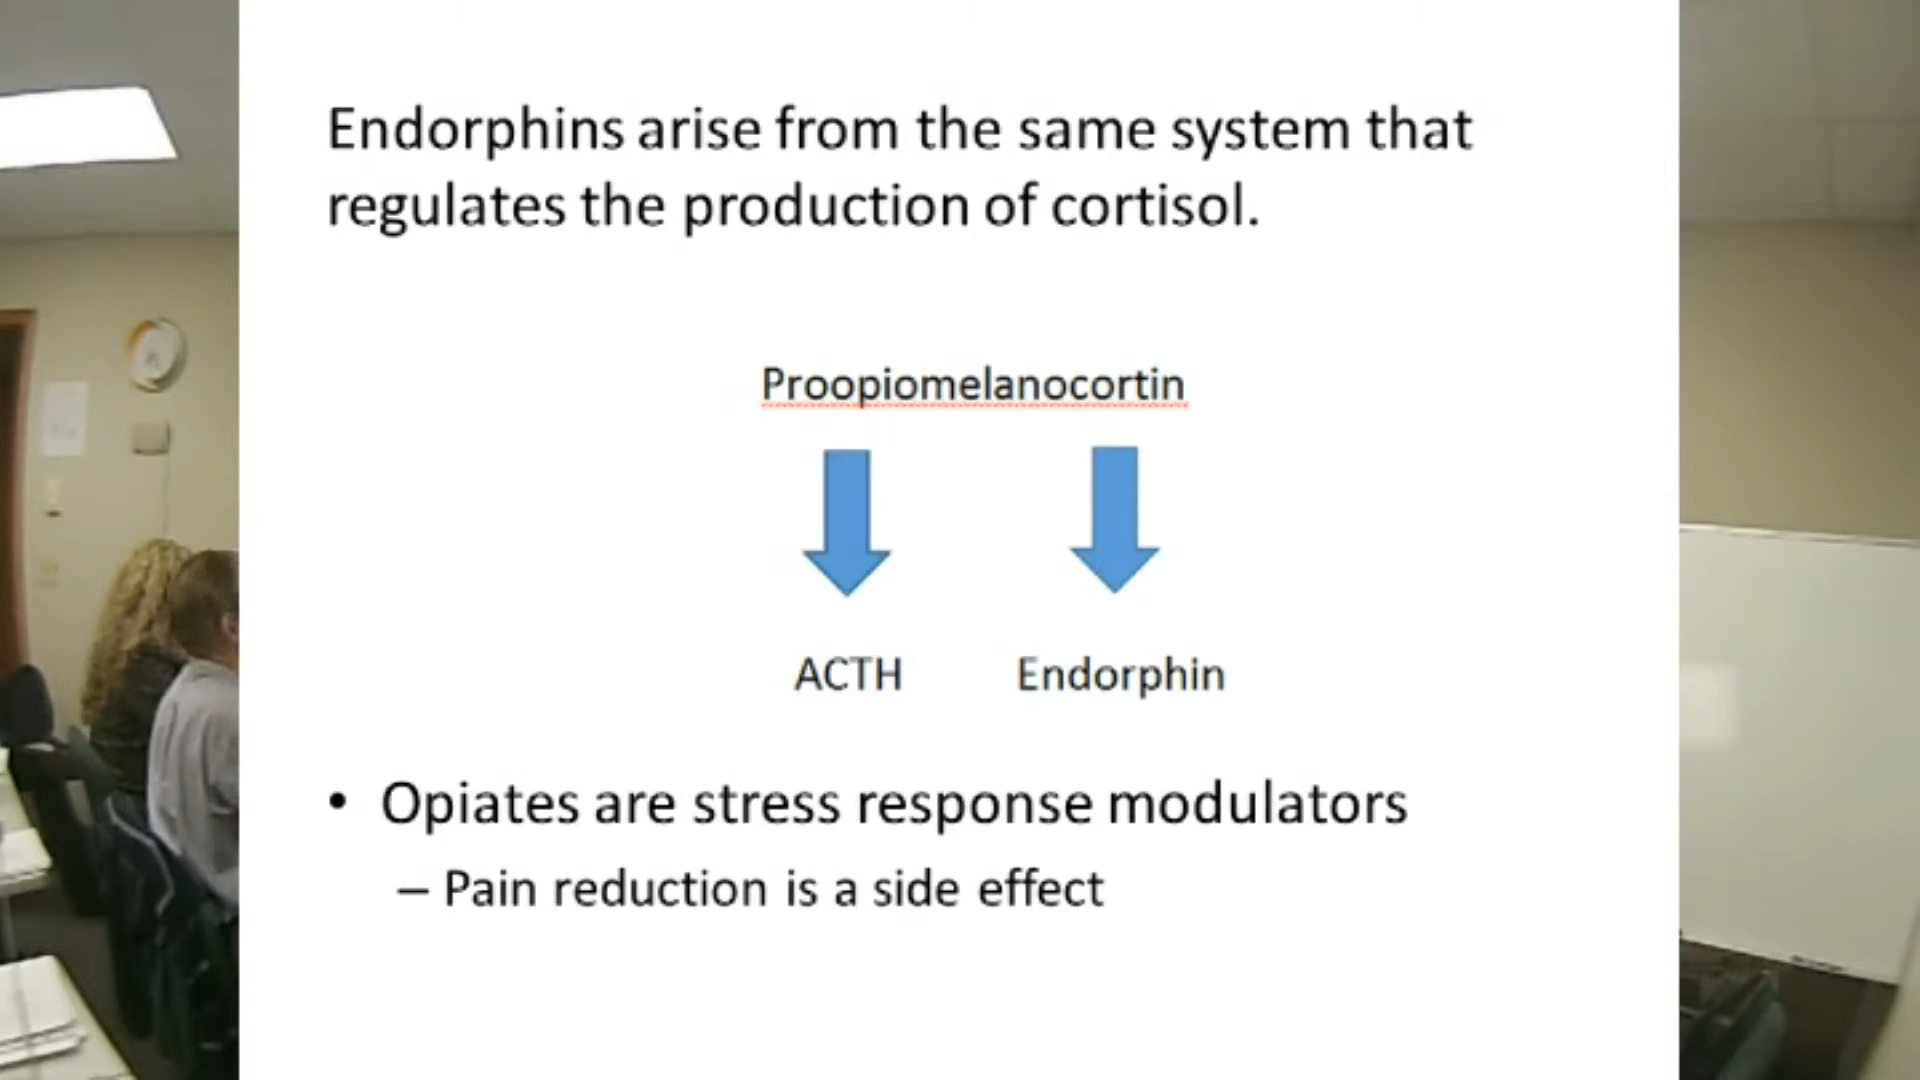 Endorphins arise from the same system that
regulates the production of cortisol.
Proopiomelanocortin
ACTH Endorphin
• Opiates are stress response modulators
– Pain reduction is a side effect